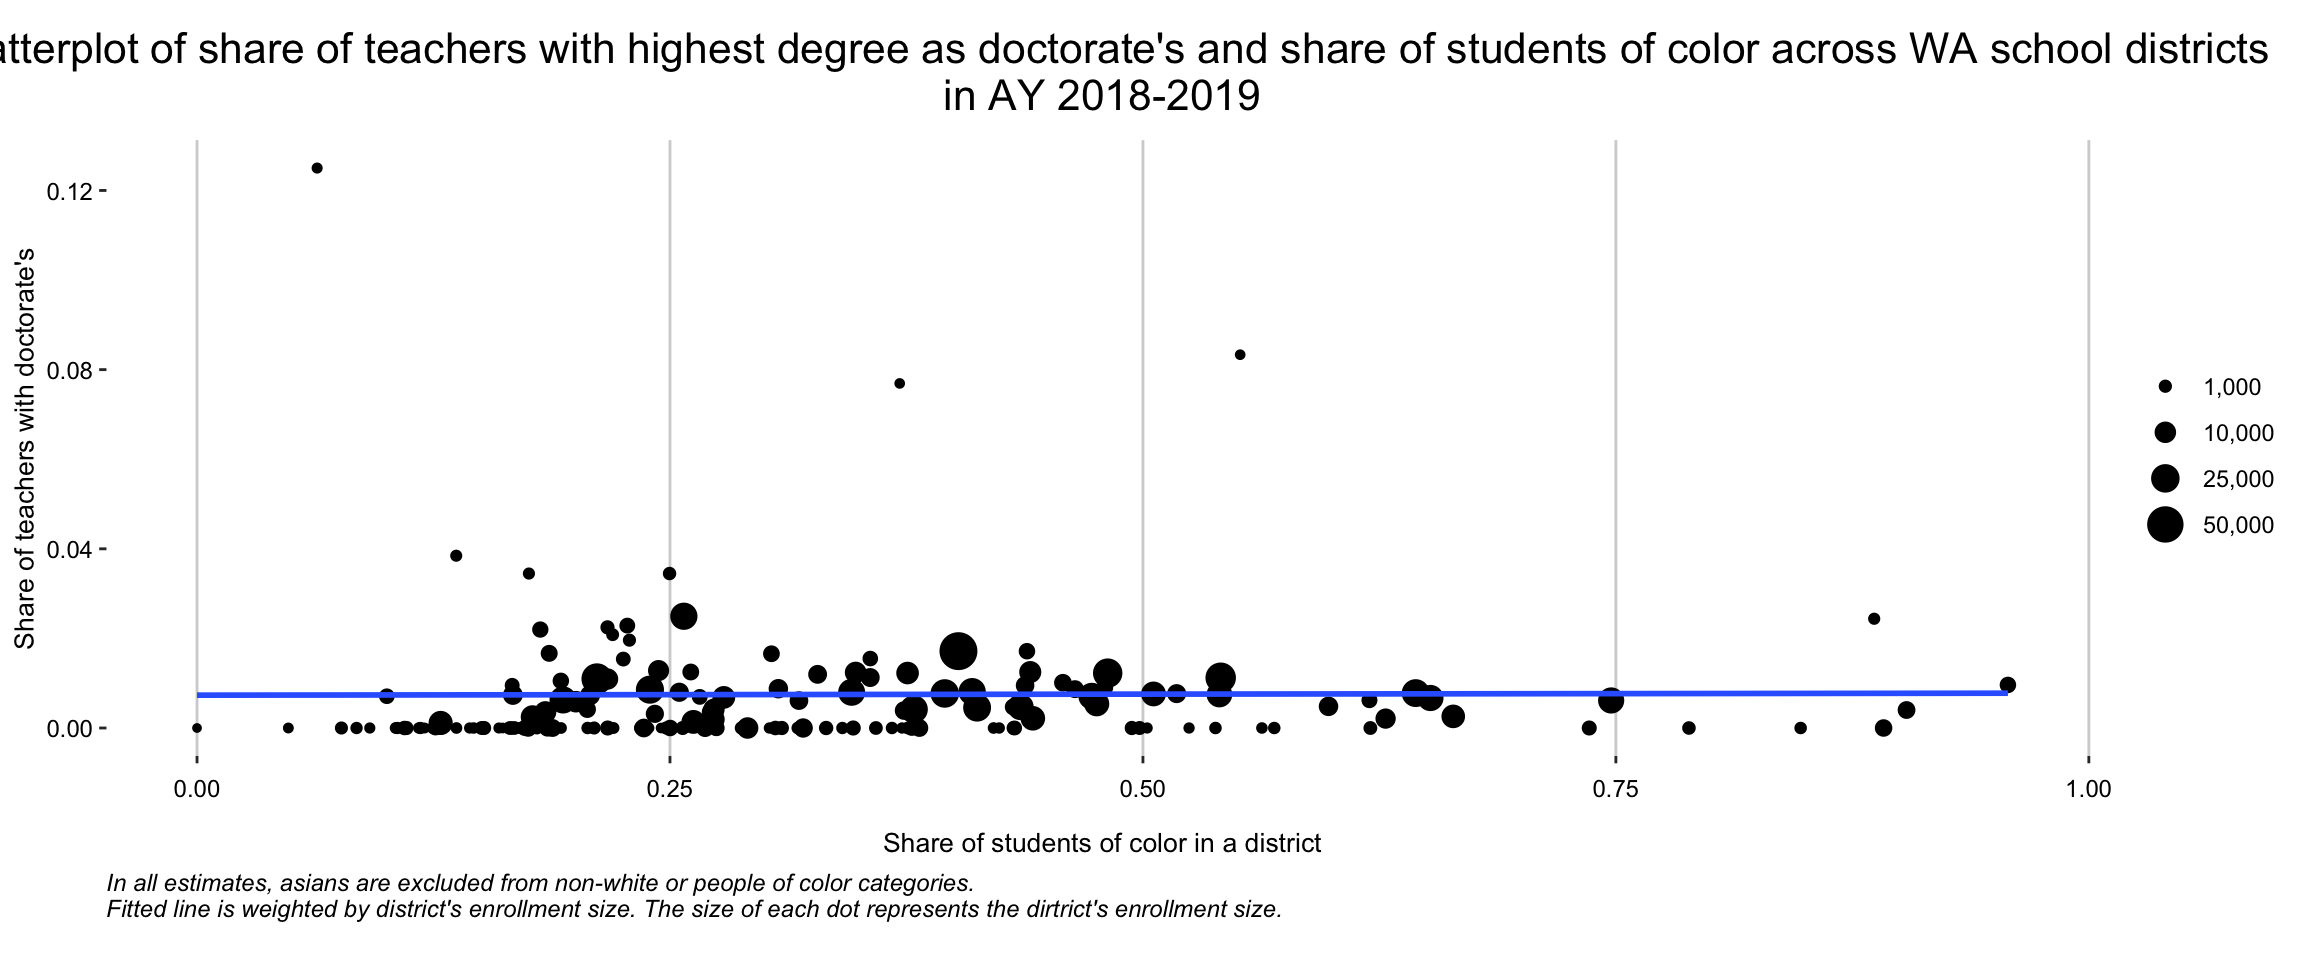 atterplot of share of teachers with highest degree as doctorate's and share of students of color across WA school districts
in AY 2018-2019
Share of teachers with doctorate's
0.12
0.08
0.04
0.00
0.00
0.25
0.50
0.75
1.00
Share of students of color in a district
1,000
10,000
25,000
50,000
In all estimates, asians are excluded from non-white or people of color categories.
Fitted line is weighted by district's enrollment size. The size of each dot represents the dirtrict's enrollment size.